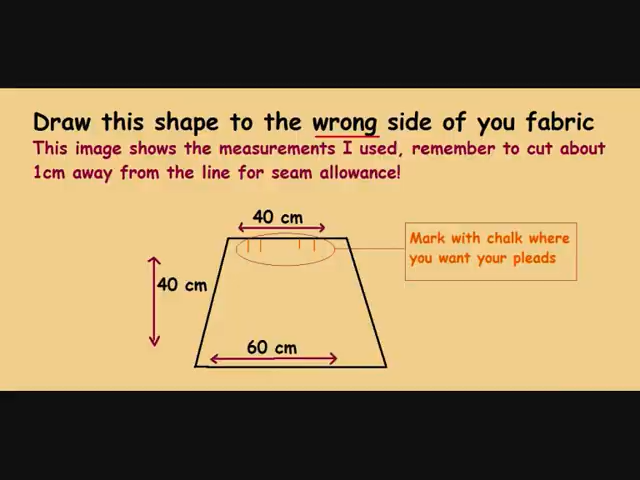 Draw this shape to the wrong side of you fabric
This image shows the measurements I used, remember to cut about
1cm away from the line for seam allowance!
40 cm
Mark with chalk where
you want your pleads
40 cm
60 cm